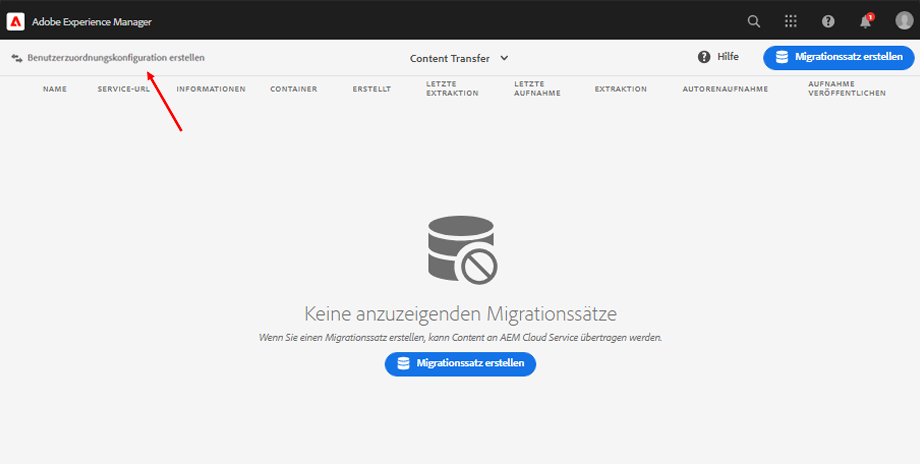 Adobe Experience Manager
1
Benutzerzuordnungskonfiguration erstellen
Content Transfer
Hilfe
Migrationssatz erstellen
NAME
SERVICE-URL
INFORMATIONEN
CONTAINER
ERSTELLT
LETZTE
EXTRAKTION
LETZTE
AUFNAHME
EXTRAKTION
AUTORENAUFNAHME
AUFNAHME
VERÖFFENTLICHEN
Keine anzuzeigenden Migrationssätze
Wenn Sie einen Migrationssatz erstellen, kann Content an AEM Cloud Service übertragen werden.
Migrationssatz erstellen